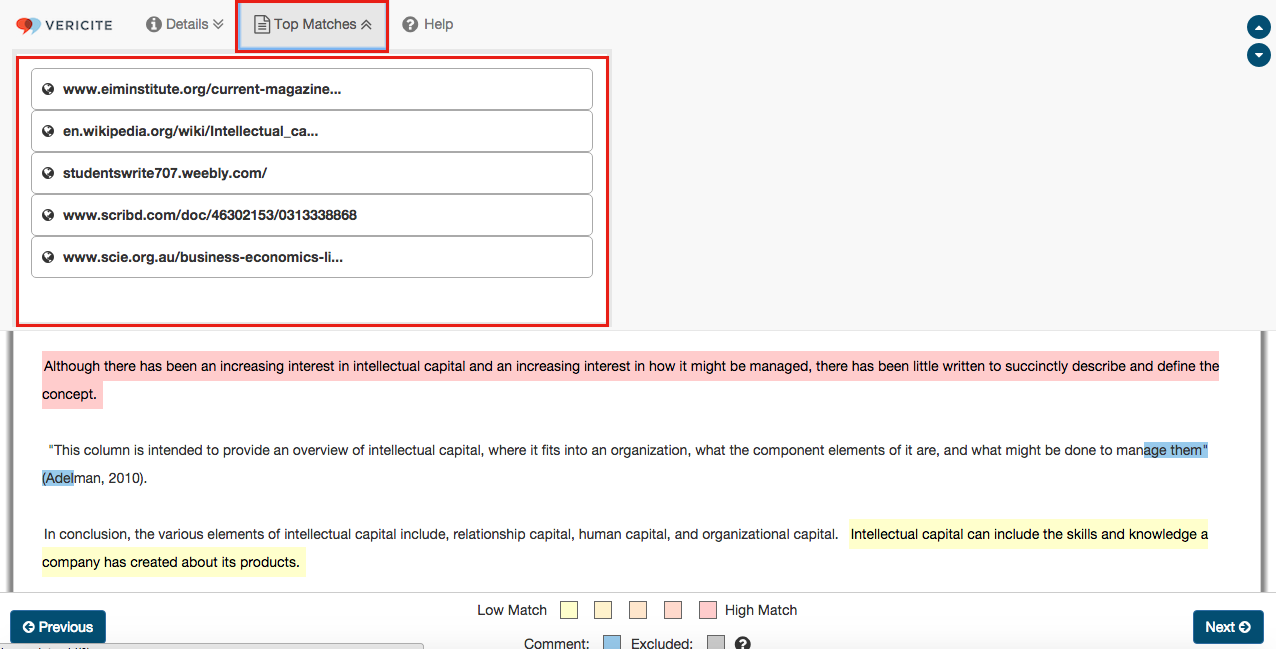 VERICITE
Details
Top Matches
Help
www.eiminstitute.org/current-magazine...
en.wikipedia.org/wiki/Intellectual_ca...
studentswrite707.weebly.com/
www.scribd.com/doc/46302153/0313338868
www.scie.org.au/business-economics-li...
Although there has been an increasing interest in intellectual capital and an increasing interest in how it might be managed, there has been little written to succinctly describe and define the
concept.
"This column is intended to provide an overview of intellectual capital, where it fits into an organization, what the component elements of it are, and what might be done to manage them"
(Adelman, 2010).
In conclusion, the various elements of intellectual capital include, relationship capital, human capital, and organizational capital. Intellectual capital can include the skills and knowledge a
company has created about its products.
Low Match High Match
Previous
Next
Comment: Excluded: